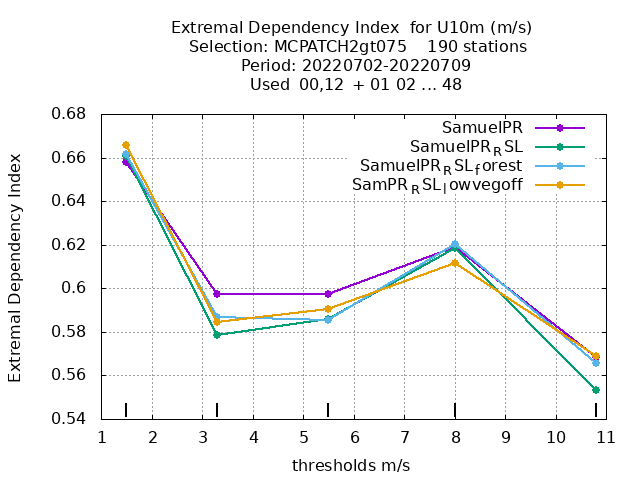 Extremal Dependency Index  for U10m (m/s)
Selection: MCPATCH2gt075    190 stations
Period: 20220702-20220709
Used  00,12  + 01 02 ... 48
SamuelPR
SamuelPR_RSL
SamuelPR_RSL_forest
SamPR_RSL_lowvegoff
Extremal Dependency Index
0.68
0.66
0.64
0.62
0.6
0.58
0.56
0.54
1 2 3 4 5 6 7 8 9 10 11
thresholds m/s